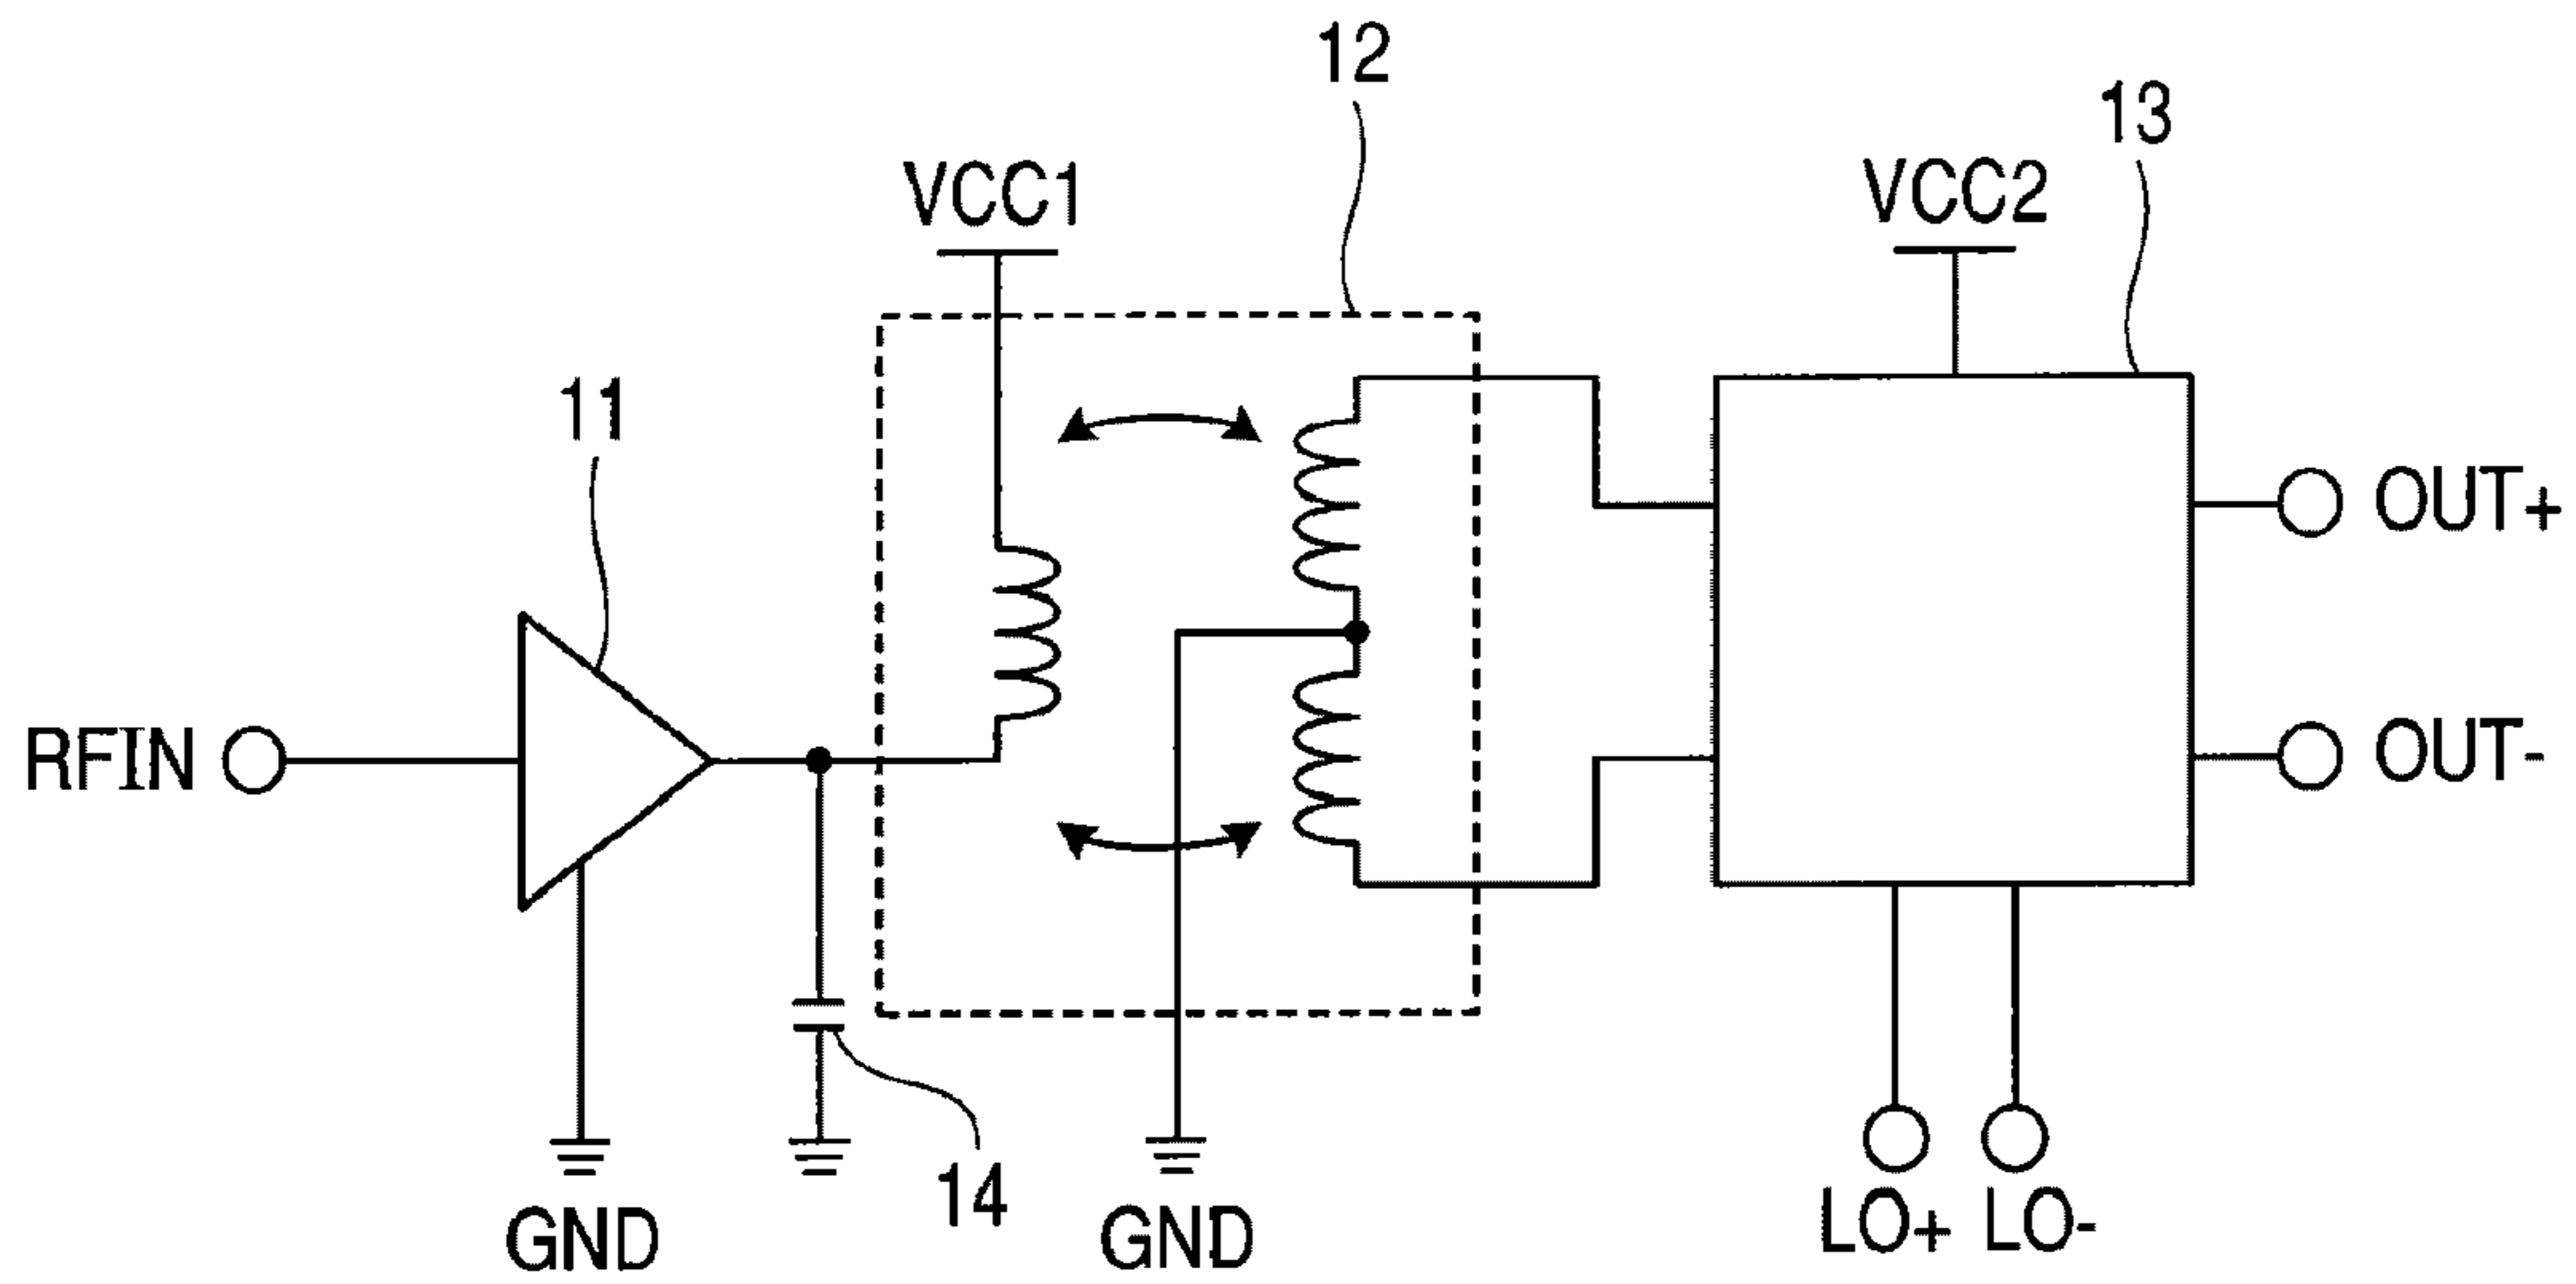 12
13
VCC1
VCC2
11
OUT+
RFIN
OUT-
14
GND
GND
LO+ LO-